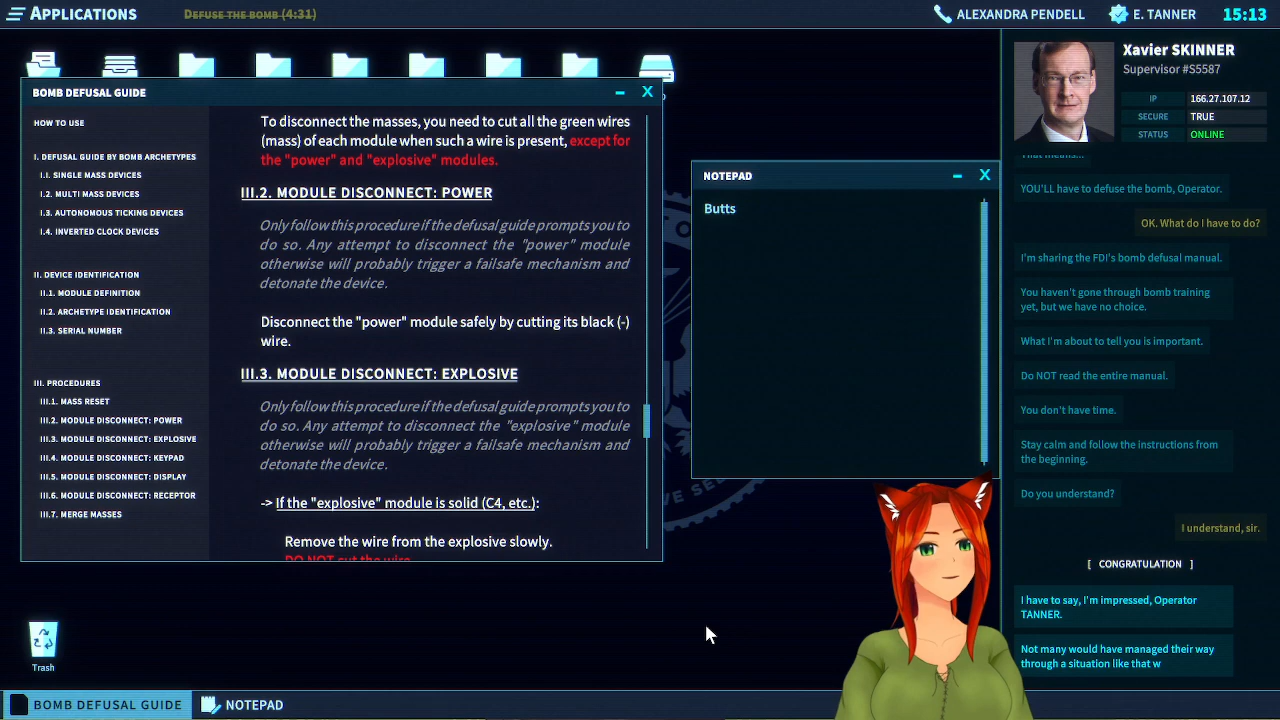 APPLICATIONS
DEFUSE THE BOMB (4:31)
ALEXANDRA PENDELL
E. TANNER
15:13
BOMB DEFUSAL GUIDE
HOW TO USE
I. DEFUSAL GUIDE BY BOMB ARCHETYPES
I.I. SINGLE MASS DEVICES
I.2. MULTI MASS DEVICES
I.3. AUTONOMOUS TICKING DEVICES
I.4. INVERTED CLOCK DEVICES
II. DEVICE IDENTIFICATION
II.1. MODULE DEFINITION
II.2. ARCHETYPE IDENTIFICATION
II.3. SERIAL NUMBER
III. PROCEDURES
III.1. MASS RESET
III.2. MODULE DISCONNECT: POWER
III.3. MODULE DISCONNECT: EXPLOSIVE
III.4. MODULE DISCONNECT: KEYPAD
III.5. MODULE DISCONNECT: DISPLAY
III.6. MODULE DISCONNECT: RECEPTOR
III.7. MERGE MASSES
To disconnect the masses, you need to cut all the green wires
(mass) of each module when such a wire is present, except for
the "power" and "explosive" modules.
III.2. MODULE DISCONNECT: POWER
Only follow this procedure if the defusal guide prompts you to
do so. Any attempt to disconnect the "power" module
otherwise will probably trigger a failsafe mechanism and
detonate the device.
Disconnect the "power" module safely by cutting its black (-)
wire.
III.3. MODULE DISCONNECT: EXPLOSIVE
Only follow this procedure if the defusal guide prompts you to
do so. Any attempt to disconnect the "explosive" module
otherwise will probably trigger a failsafe mechanism and
detonate the device.
-> If the "explosive" module is solid (C4, etc.):
Remove the wire from the explosive slowly.
DO NOT cut the wire
NOTEPAD
Butts
Xavier SKINNER
Supervisor #S5587
IP 166.27.107.12
SECURE TRUE
STATUS ONLINE
That means...
YOU'LL have to defuse the bomb, Operator.
OK. What do I have to do?
I'm sharing the FDI's bomb defusal manual.
You haven't gone through bomb training
yet, but we have no choice.
What I'm about to tell you is important.
Do NOT read the entire manual.
You don't have time.
Stay calm and follow the instructions from
the beginning.
Do you understand?
I understand, sir.
[ CONGRATULATION ]
I have to say, I'm impressed, Operator
TANNER.
Not many would have managed their way
through a situation like that w
Trash
BOMB DEFUSAL GUIDE
NOTEPAD